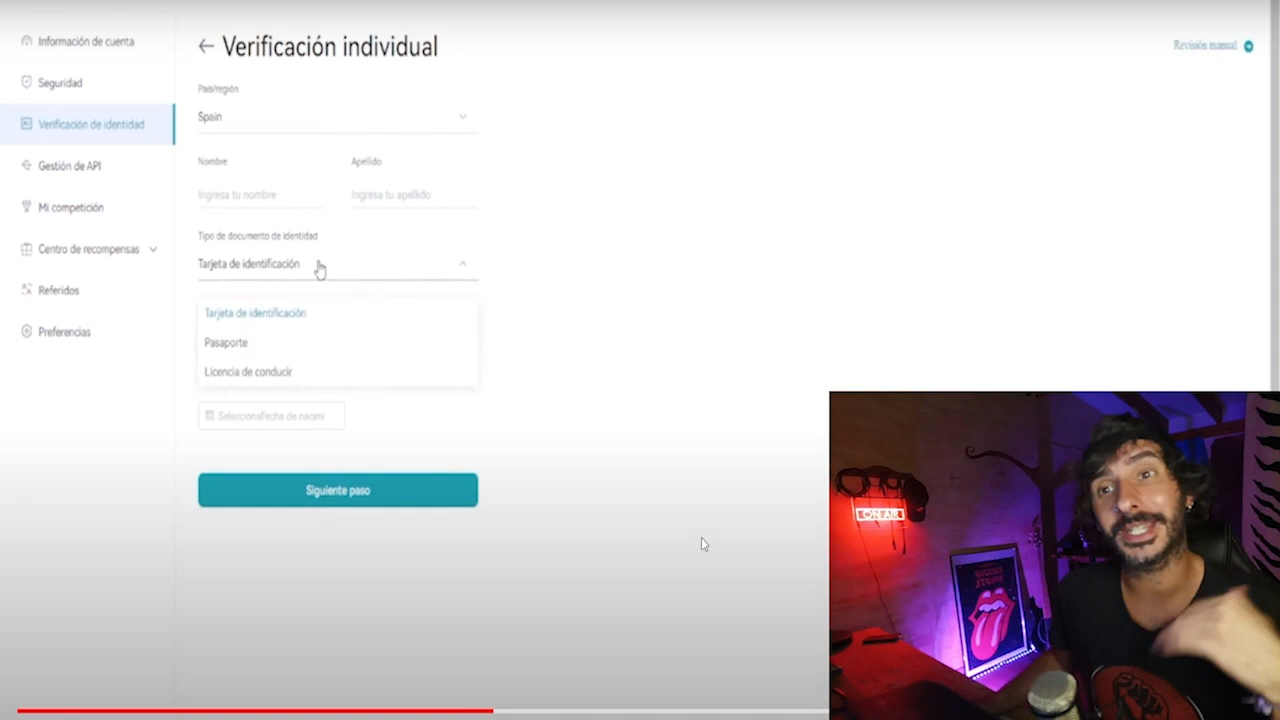 Información de cuenta
Seguridad
Verificación de identidad
Gestión de API
Mi competición
Centro de recompensas
Referidos
Preferencias
Verificación individual
Revisión manual
País/región
Spain
Nombre
Apellido
Ingresa tu nombre
Ingresa tu apellido
Tipo de documento de identidad
Tarjeta de identificación
Tarjeta de identificación
Pasaporte
Licencia de conducir
SeleccionaFecha de nacimi
Siguiente paso
ON AIR
ROLLING
STONES